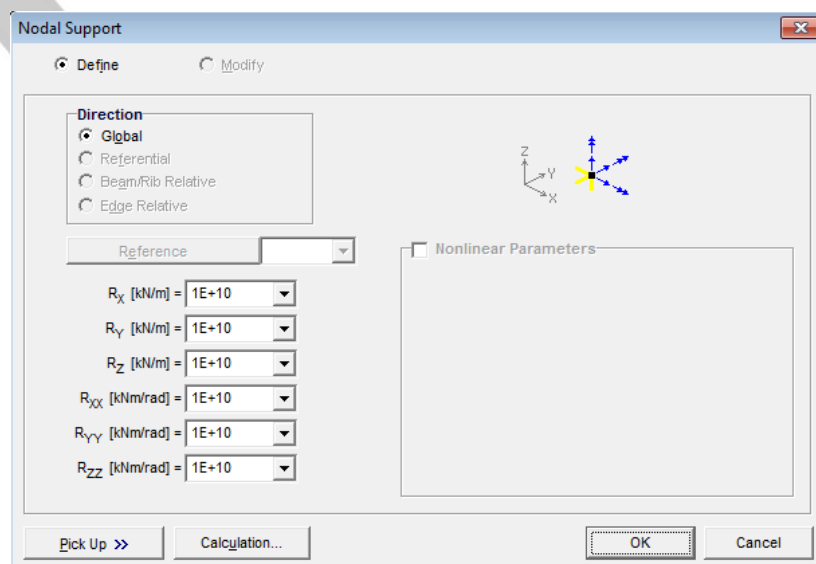 Nodal Support
Define Modify
Direction
Global
Referential
Beam/Rib Relative
Edge Relative
Z
Y
X
Reference
Nonlinear Parameters
RX [kN/m] = 1E+10
RY [kN/m] = 1E+10
RZ [kN/m] = 1E+10
RXX [kNm/rad] = 1E+10
RYY [kNm/rad] = 1E+10
RZZ [kNm/rad] = 1E+10
Pick Up >> Calculation... OK Cancel